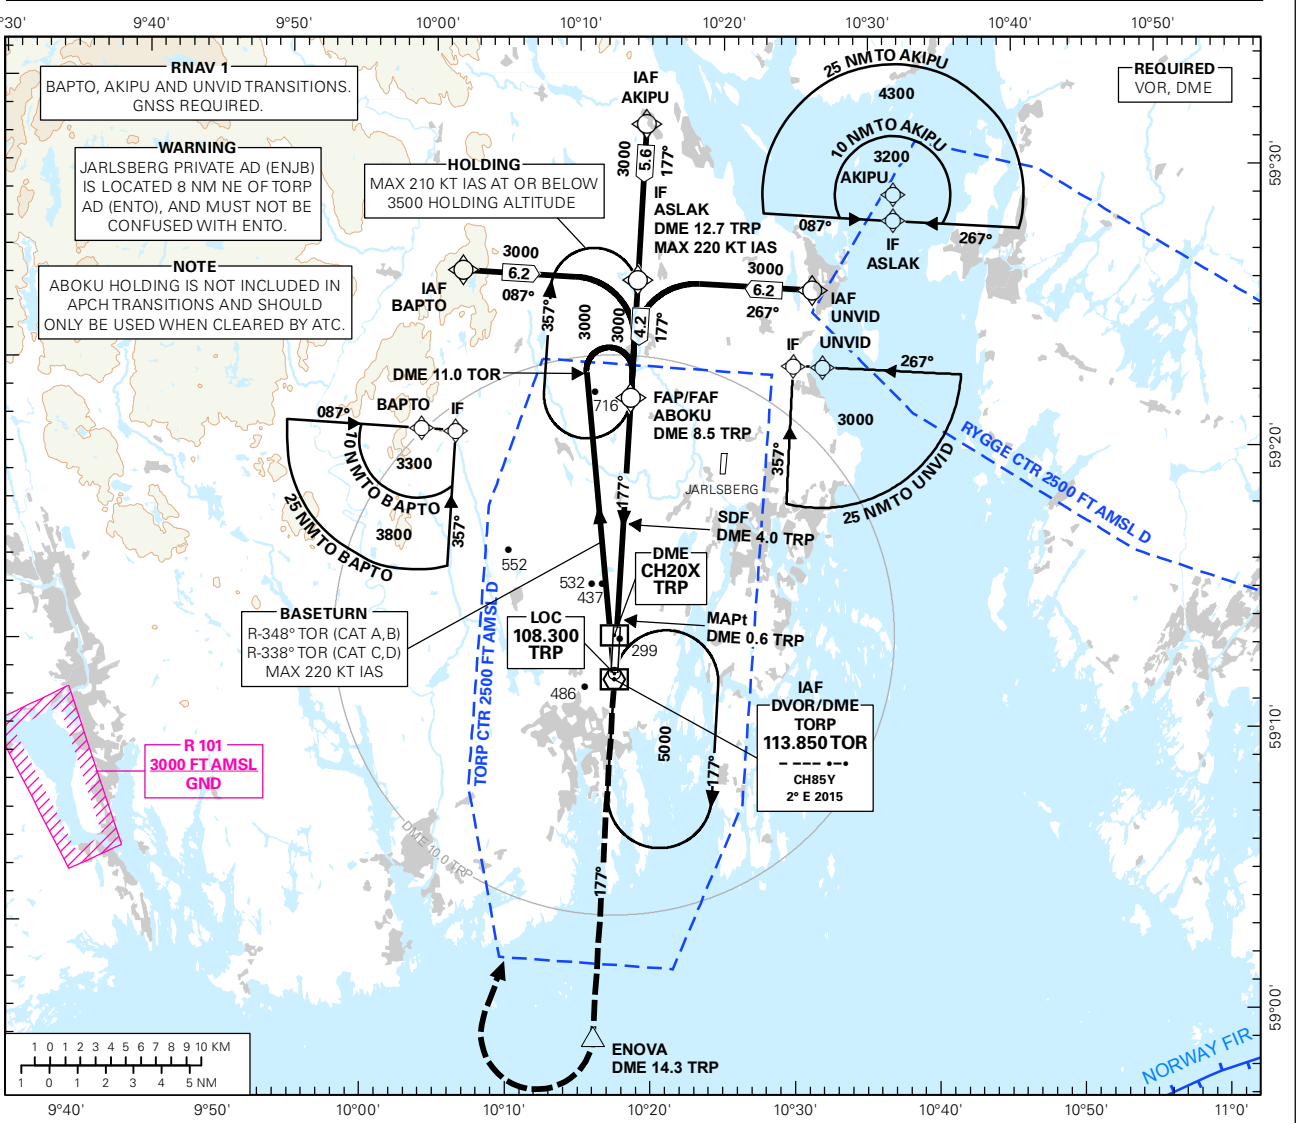 :30'
9°40'
9°50'
10°00'
10°10'
10°20'
10°30'
10°40'
10°50'
RNAV 1
BAPTO, AKIPU AND UNVID TRANSITIONS.
GNSS REQUIRED.
WARNING
JARLSBERG PRIVATE AD (ENJB)
IS LOCATED 8 NM NE OF TORP
AD (ENTO), AND MUST NOT BE
CONFUSED WITH ENTO.
NOTE
ABOKU HOLDING IS NOT INCLUDED IN
APCH TRANSITIONS AND SHOULD
ONLY BE USED WHEN CLEARED BY ATC.
HOLDING
MAX 210 KT IAS AT OR BELOW
3500 HOLDING ALTITUDE
IAF
AKIPU
3000
5.6
177°
IF
ASLAK
DME 12.7 TRP
MAX 220 KT IAS
25 NM TO AKIPU
4300
10 NM TO AKIPU
3200
AKIPU
087°
267°
IF
ASLAK
REQUIRED
VOR, DME
59°30'
59°20'
59°10'
59°00'
IAF
BAPTO
3000
6.2
087°
357°
3000
3000
4.2
177°
3000
6.2
267°
IAF
UNVID
DME 11.0 TOR
716
FAP/FAF
ABOKU
DME 8.5 TRP
IF
UNVID
267°
3000
357°
25 NM TO UNVID
RYGGE CTR 2500 FT AMSL D
087°
BAPTO
IF
10 NM TO BAPTO
3300
3800
357°
25 NM TO BAPTO
JARLSBERG
177°
SDF
DME 4.0 TRP
552
532
437
DME
CH20X
TRP
BASETURN
R-348° TOR (CAT A,B)
R-338° TOR (CAT C,D)
MAX 220 KT IAS
LOC
108.300
TRP
MAPt
DME 0.6 TRP
299
486
TORP CTR 2500 FT AMSL D
IAF
DVOR/DME
TORP
113.850 TOR
CH85Y
2° E 2015
5000
177°
R 101
3000 FT AMSL
GND
DME 10.0 TRP
177°
ENOVA
DME 14.3 TRP
NORWAY FIR
1 0 1 2 3 4 5 6 7 8 9 10 KM
1 0 1 2 3 4 5 NM
9°40'
9°50'
10°00'
10°10'
10°20'
10°30'
10°40'
10°50'
11°0'